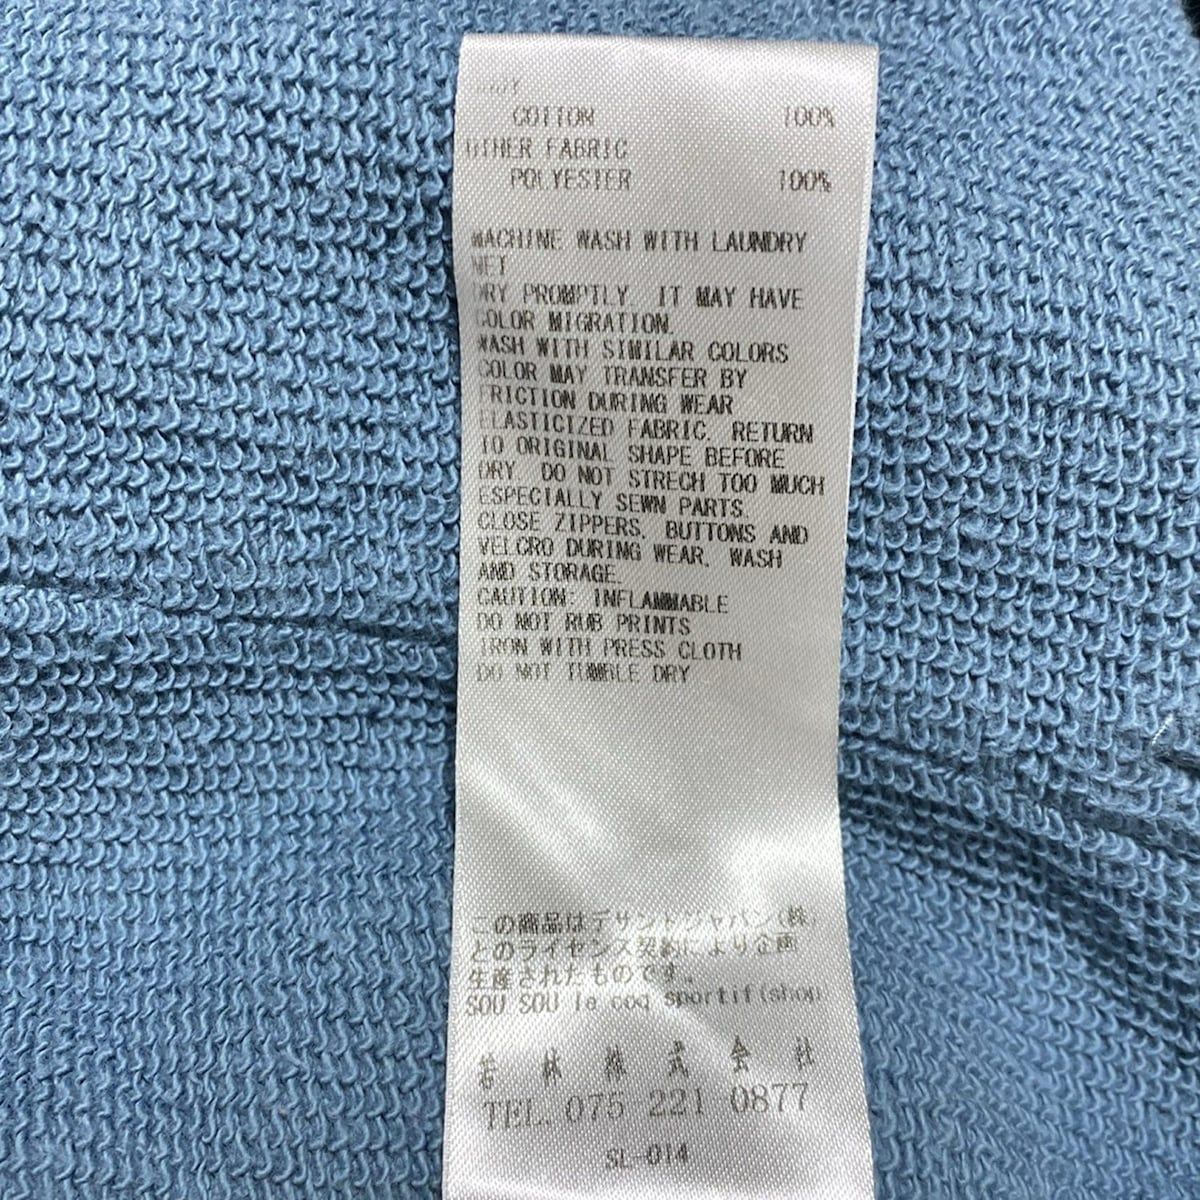 BODY
COTTON 100%
OTHER FABRIC
POLYESTER 100%
MACHINE WASH WITH LAUNDRY
NET
DRY PROMPTLY. IT MAY HAVE
COLOR MIGRATION.
WASH WITH SIMILAR COLORS
COLOR MAY TRANSFER BY
FRICTION DURING WEAR
ELASTICIZED FABRIC. RETURN
TO ORIGINAL SHAPE BEFORE
DRY. DO NOT STRECH TOO MUCH
ESPECIALLY SEWN PARTS.
CLOSE ZIPPERS, BUTTONS AND
VELCRO DURING WEAR, WASH
AND STORAGE.
CAUTION: INFLAMMABLE
DO NOT RUB PRINTS
IRON WITH PRESS CLOTH
DO NOT TUMBLE DRY
この商品はデサントジャパン(株)
とのライセンス契約により企画
生産されたものです。
SOU SOU le coq sportif(shop)
若林株式会社
TEL. 075 221 0877
SL-014